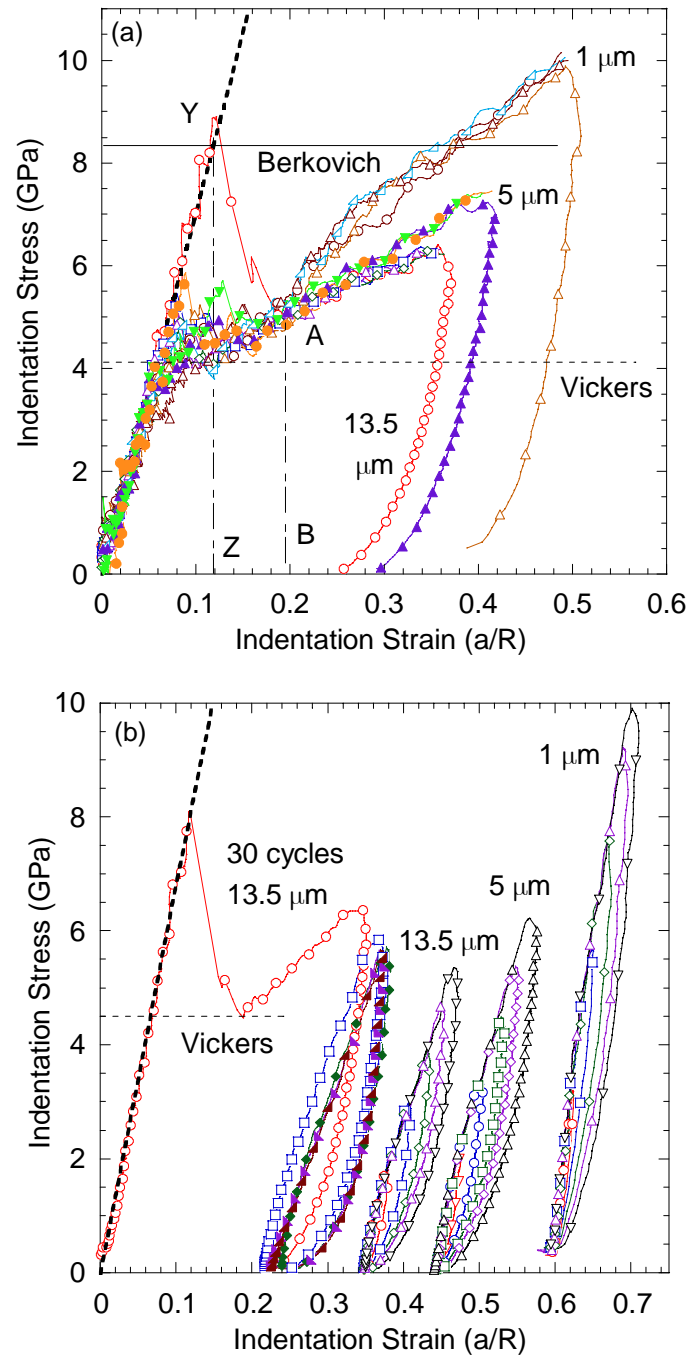 (a)
10
8
6
4
2
0
Indentation Stress (GPa)
Y
1 μm
Berkovich
5 μm
A
Vickers
13.5
μm
Z
B
0
0.1
0.2
0.3
0.4
0.5
0.6
Indentation Strain (a/R)
(b)
10
8
6
4
2
0
Indentation Stress (GPa)
1 μm
30 cycles
13.5 μm
5 μm
13.5 μm
Vickers
0
0.1
0.2
0.3
0.4
0.5
0.6
0.7
Indentation Strain (a/R)